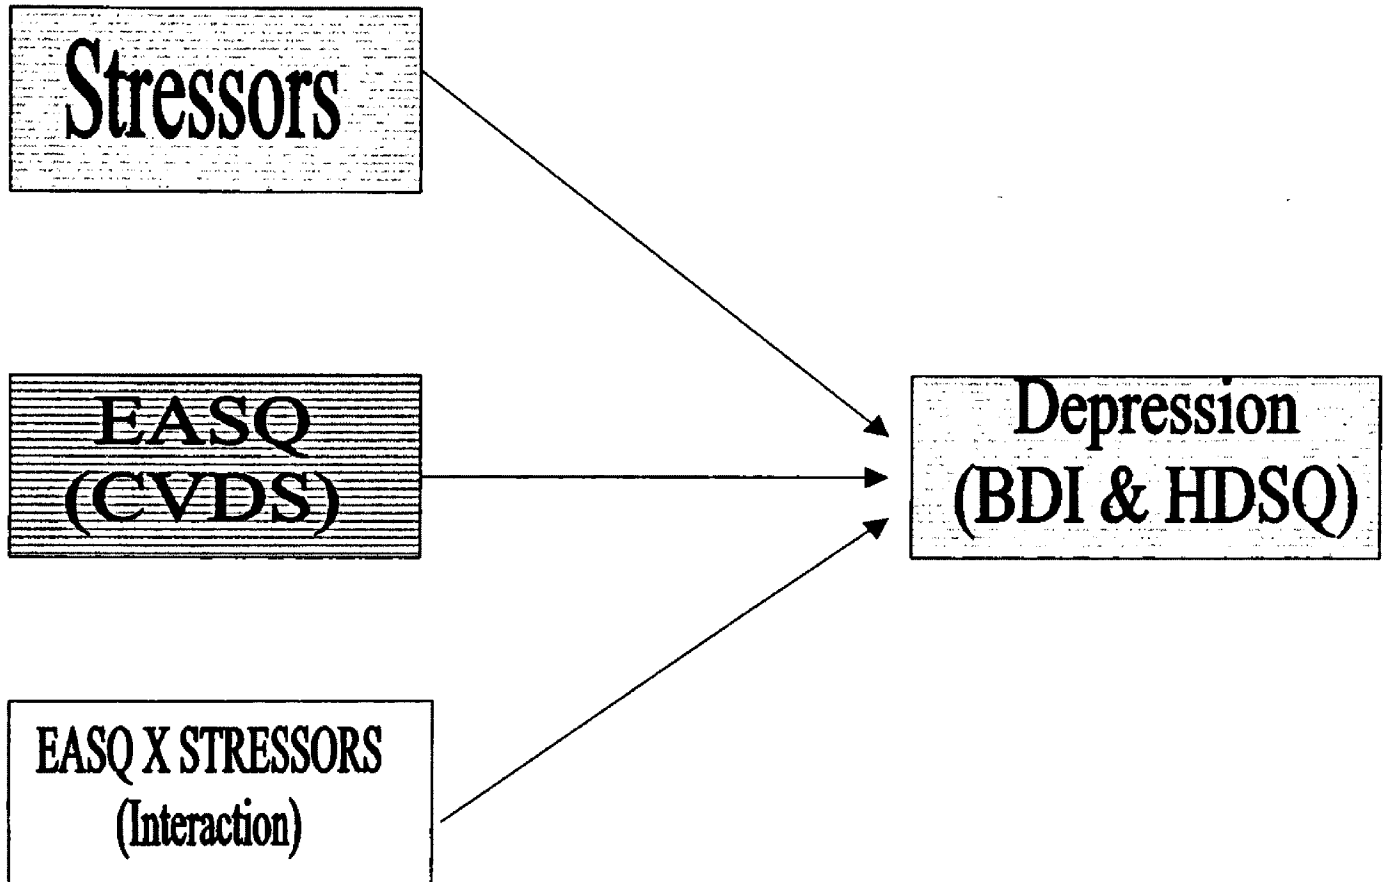 Stressors
EASQ
(CVDS)
Depression
(BDI & HDSQ)
EASQ X STRESSORS
(Interaction)